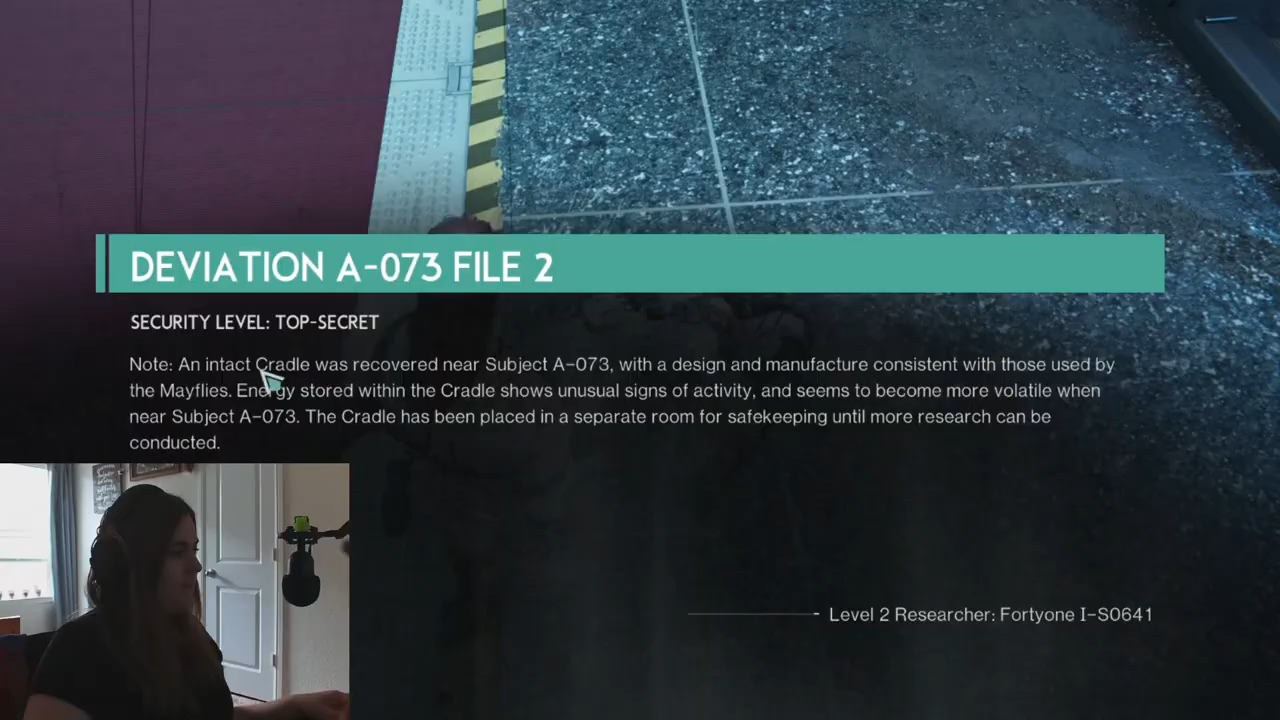 DEVIATION A-073 FILE 2
SECURITY LEVEL: TOP-SECRET
Note: An intact Cradle was recovered near Subject A-073, with a design and manufacture consistent with those used by
the Mayflies. Energy stored within the Cradle shows unusual signs of activity, and seems to become more volatile when
near Subject A-073. The Cradle has been placed in a separate room for safekeeping until more research can be
conducted.
Level 2 Researcher: Fortyone I-S0641